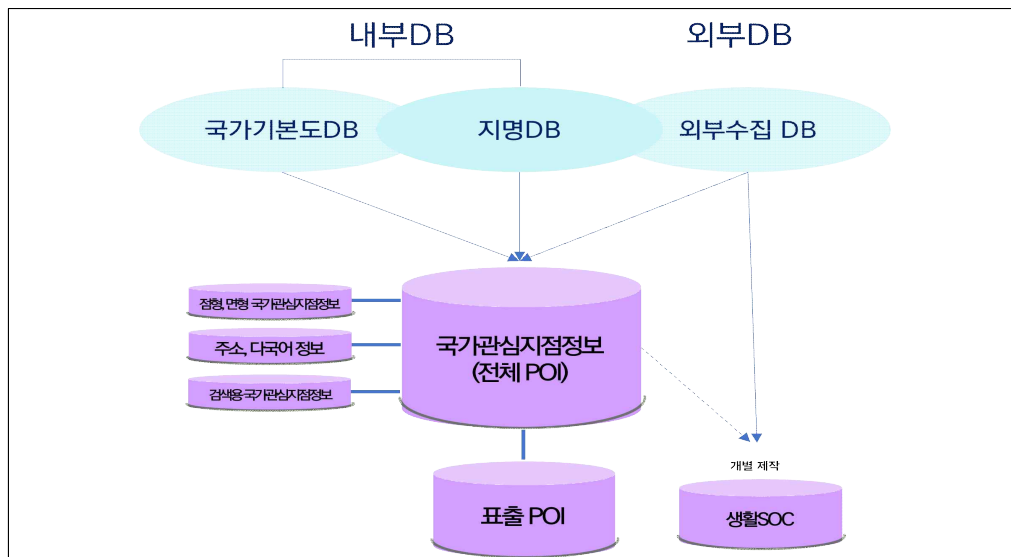 내부DB
외부DB
국가기본도DB
지명DB
외부수집 DB
점형, 면형 국가관심지점정보
주소, 다국어 정보
검색용 국가관심지점정보
국가관심지점정보
(전체 POI)
개별 제작
표출 POI
생활SOC